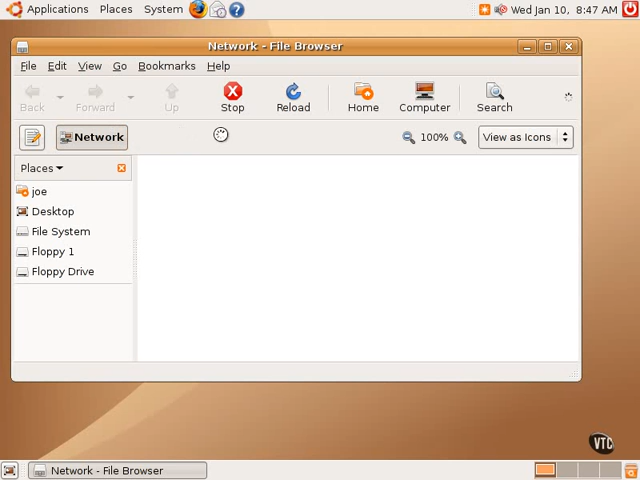 Applications Places System Wed Jan 10, 8:47 AM
Network - File Browser
File Edit View Go Bookmarks Help
Back Forward Up Stop Reload Home Computer Search
Network 100% View as Icons
Places
joe
Desktop
File System
Floppy 1
Floppy Drive
VTC
Network - File Browser